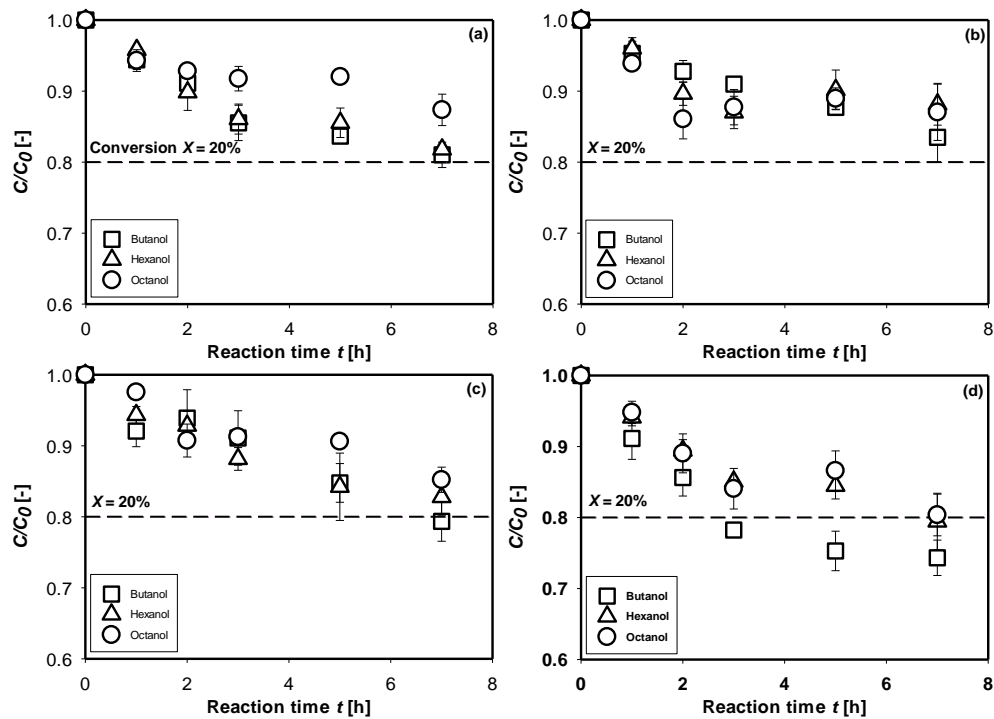 1.0
0.9
0.8
0.7
0.6
C/C0 [-]
(a)
Conversion X = 20%
Butanol
Hexanol
Octanol
0 2 4 6 8
Reaction time t [h]
1.0
0.9
0.8
0.7
0.6
C/C0 [-]
(b)
X = 20%
Butanol
Hexanol
Octanol
0 2 4 6 8
Reaction time t [h]
1.0
0.9
0.8
0.7
0.6
C/C0 [-]
(c)
X = 20%
Butanol
Hexanol
Octanol
0 2 4 6 8
Reaction time t [h]
1.0
0.9
0.8
0.7
0.6
C/C0 [-]
(d)
X = 20%
Butanol
Hexanol
Octanol
0 2 4 6 8
Reaction time t [h]